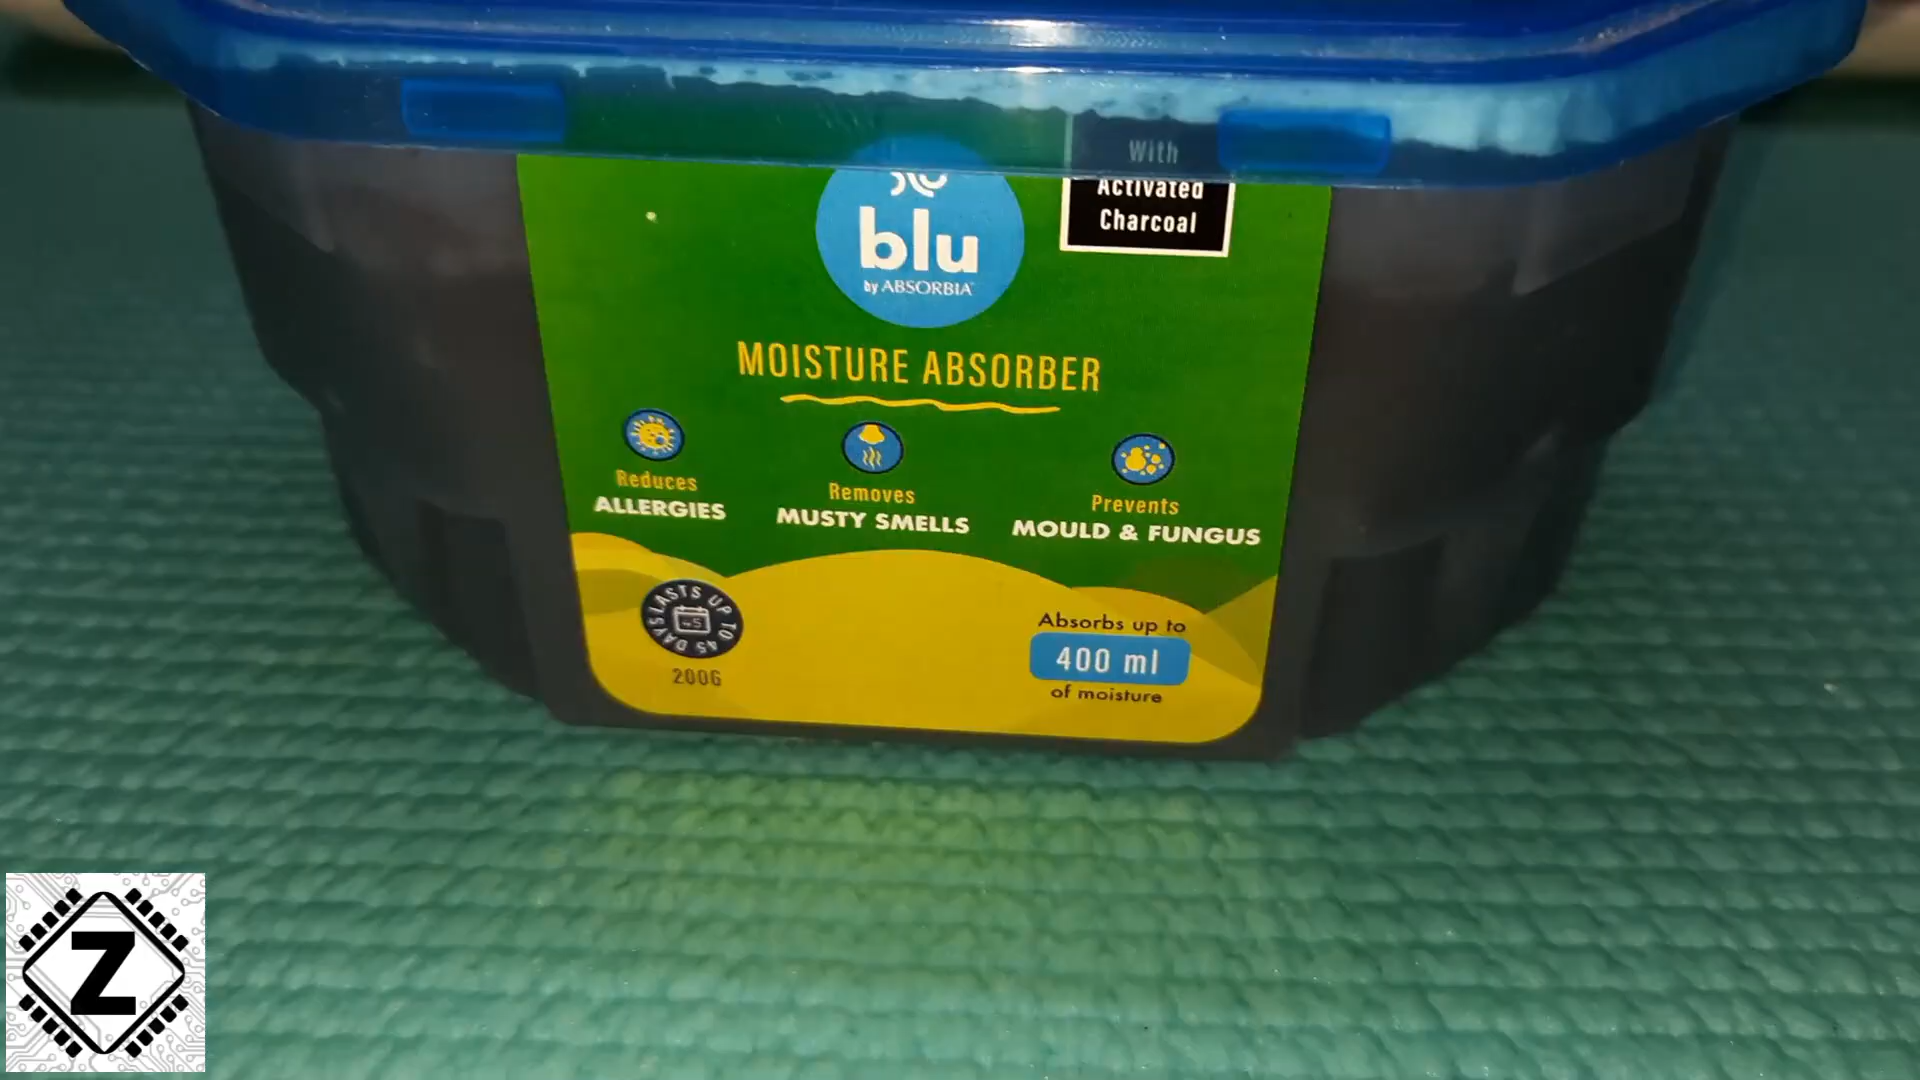 With
Activated
Charcoal
blu
by ABSORBIA
MOISTURE ABSORBER
Reduces
ALLERGIES
Removes
MUSTY SMELLS
Prevents
MOULD & FUNGUS
LASTS UP TO 45 DAYS
45
200G
Absorbs up to
400 ml
of moisture
Z